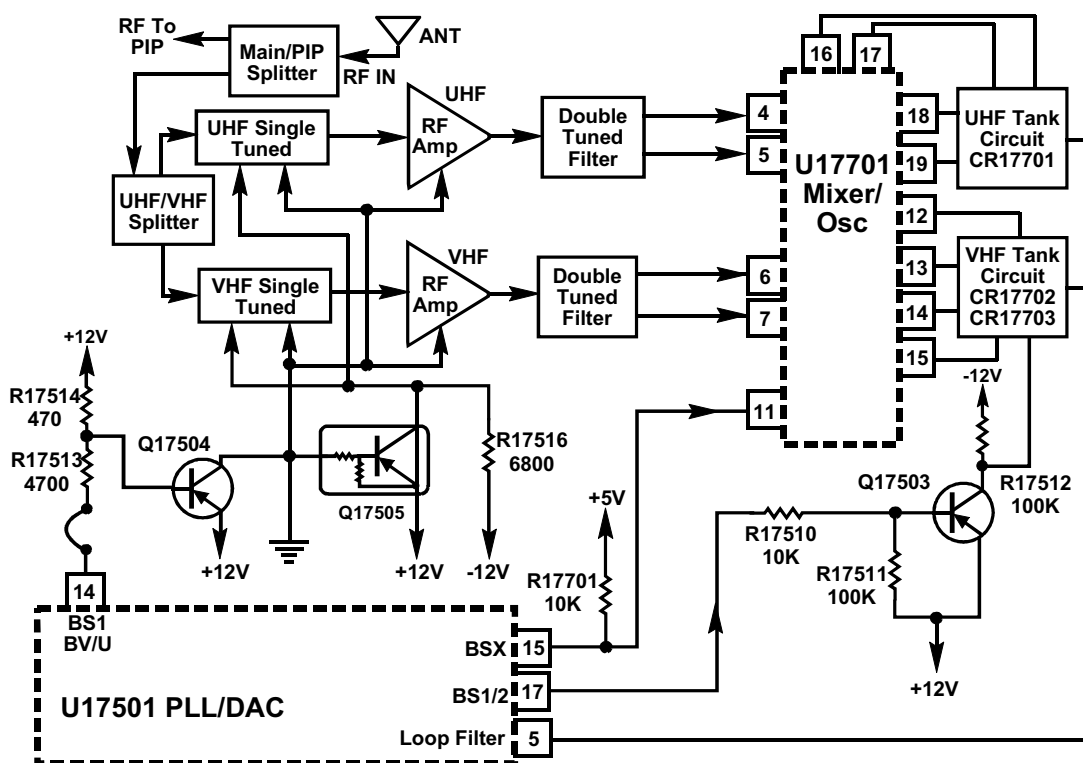 RF To
PIP
Main/PIP
Splitter
ANT
RF IN
UHF Single
Tuned
UHF
RF
Amp
Double
Tuned
Filter
4
5
16
17
U17701
Mixer/
Osc
18
19
UHF Tank
Circuit
CR17701
UHF/VHF
Splitter
VHF Single
Tuned
VHF
RF
Amp
Double
Tuned
Filter
6
7
12
13
14
15
VHF Tank
Circuit
CR17702
CR17703
11
+12V
R17514
470
R17513
4700
Q17504
+12V
Q17505
+12V
R17516
6800
-12V
+5V
R17701
10K
R17510
10K
Q17503
-12V
R17512
100K
R17511
100K
+12V
14
BS1
BV/U
U17501 PLL/DAC
BSX
15
BS1/2
17
Loop Filter
5